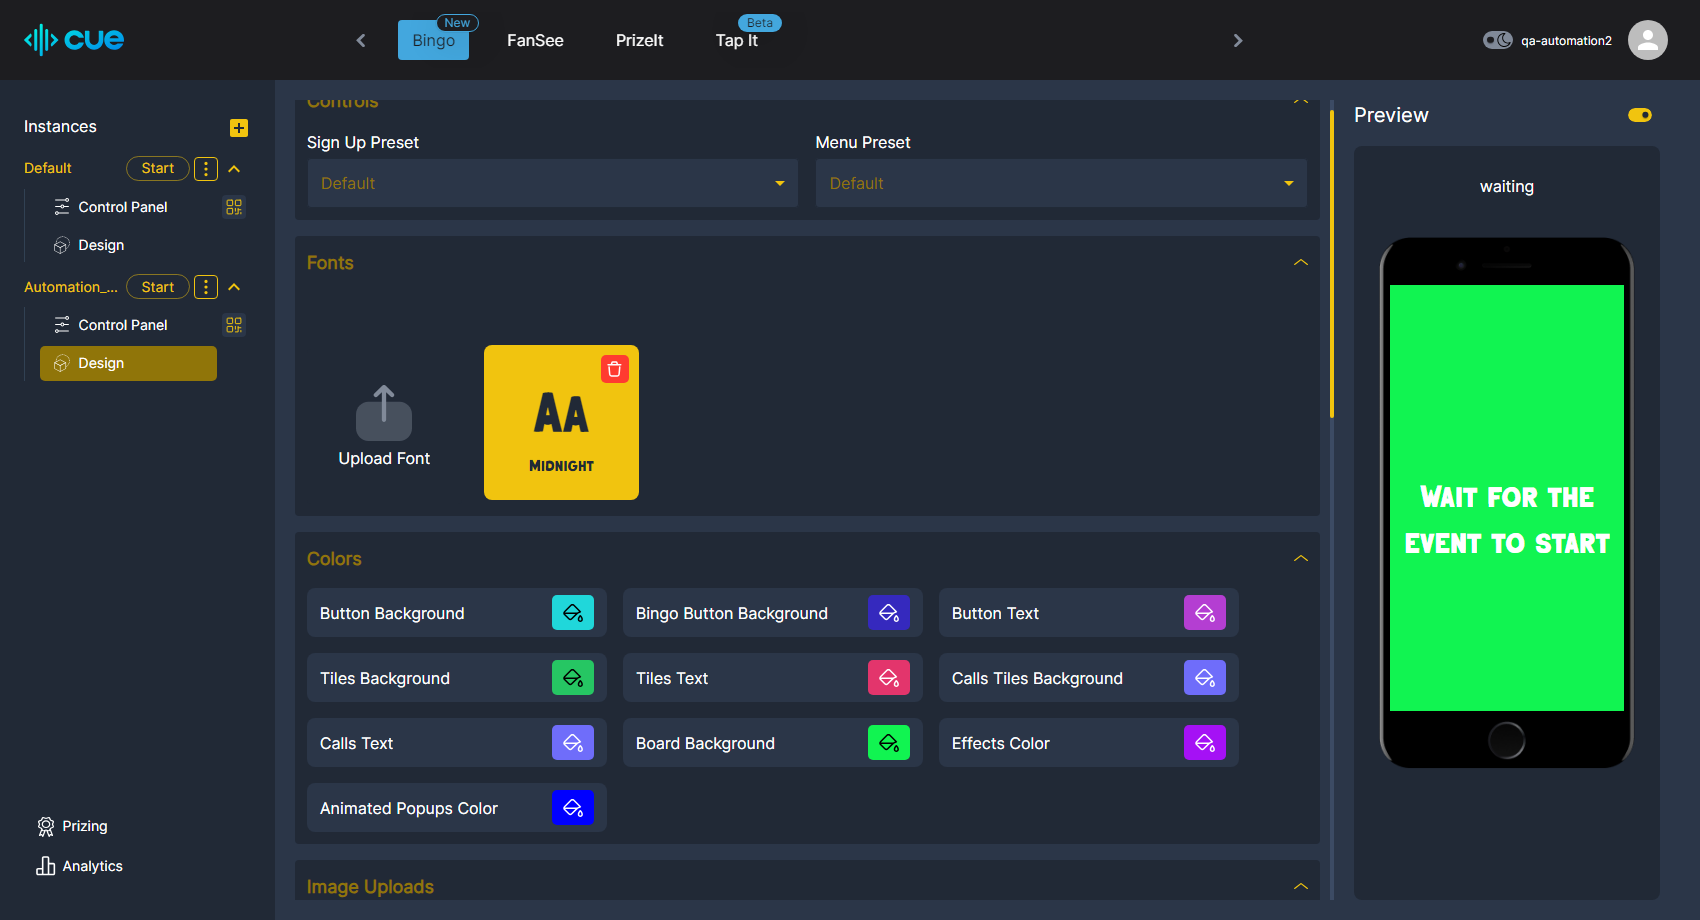 cue
Bingo
New
FanSee
PrizeIt
Tap It
Beta
qa-automation2
Instances
Default
Start
Control Panel
Design
Automation_...
Start
Control Panel
Design
Prizing
Analytics
Controls
Sign Up Preset
Menu Preset
Default
Default
Fonts
Upload Font
Aa
Midnight
Colors
Button Background
Bingo Button Background
Button Text
Tiles Background
Tiles Text
Calls Tiles Background
Calls Text
Board Background
Effects Color
Animated Popups Color
Image Uploads
Preview
waiting
Wait for the
event to start